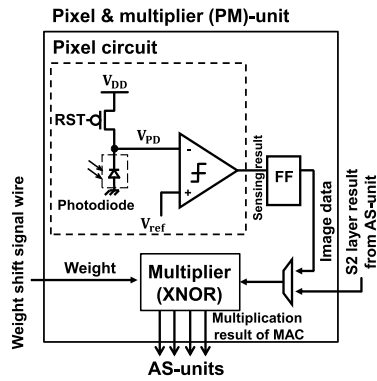 Pixel & multiplier (PM)-unit
Pixel circuit
VDD
RST
VPD
-
+
Photodiode
Vref
Sensing result
FF
Image data
S2 layer result
from AS-unit
Weight shift signal wire
Weight
Multiplier
(XNOR)
Multiplication
result of MAC
AS-units